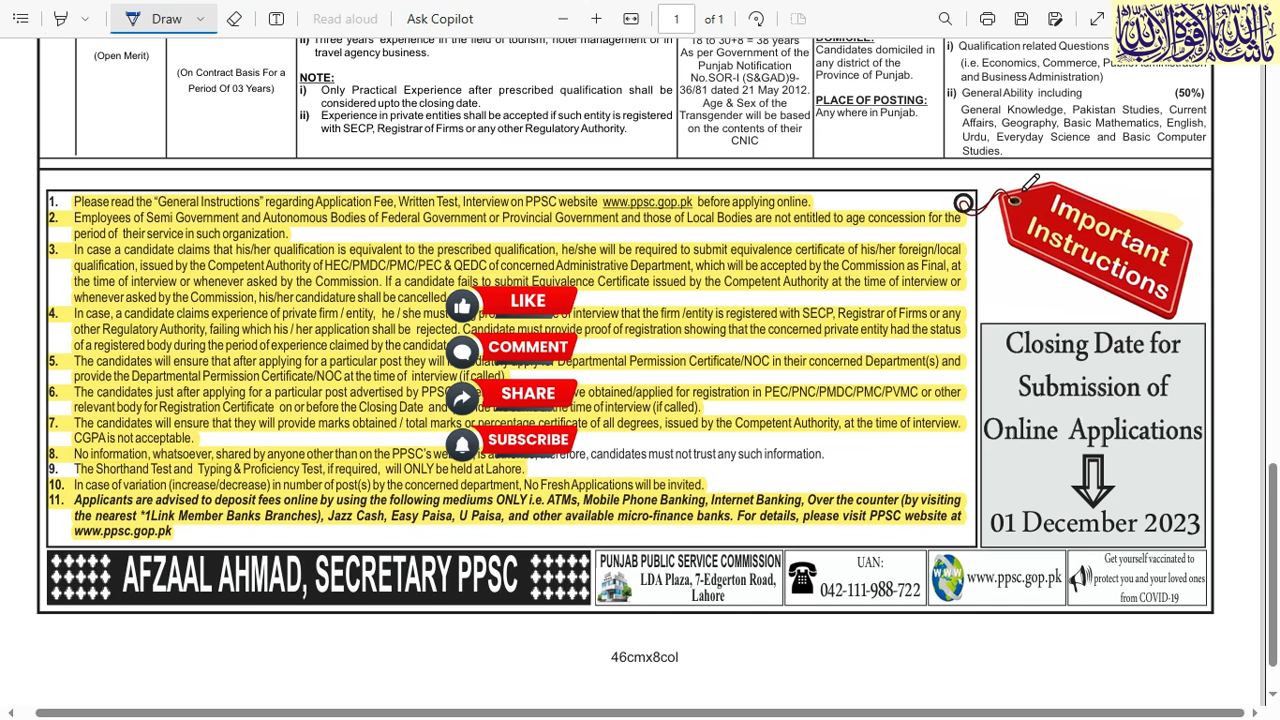 Draw
Read aloud
Ask Copilot
1
of 1
(Open Merit)
(On Contract Basis For a
Period Of 03 Years)
ii) Three years' experience in the field of tourism, hotel management or in
travel agency business.
NOTE:
i) Only Practical Experience after prescribed qualification shall be
considered upto the closing date.
ii) Experience in private entities shall be accepted if such entity is registered
with SECP, Registrar of Firms or any other Regulatory Authority.
18 to 30+8 = 38 years
As per Government of the
Punjab Notification
No.SOR-I (S&GAD)9-
36/81 dated 21 May 2012.
Age & Sex of the
Transgender will be based
on the contents of their
CNIC
DOMICILE:
Candidates domiciled in
any district of the
Province of Punjab.
PLACE OF POSTING:
Any where in Punjab.
i) Qualification related Questions
(i.e. Economics, Commerce, Public Administration
and Business Administration)
ii) General Ability including (50%)
General Knowledge, Pakistan Studies, Current
Affairs, Geography, Basic Mathematics, English,
Urdu, Everyday Science and Basic Computer
Studies.
1. Please read the “General Instructions” regarding Application Fee, Written Test, Interview on PPSC website www.ppsc.gop.pk before applying online.
2. Employees of Semi Government and Autonomous Bodies of Federal Government or Provincial Government and those of Local Bodies are not entitled to age concession for the
period of their service in such organization.
3. In case a candidate claims that his/her qualification is equivalent to the prescribed qualification, he/she will be required to submit equivalence certificate of his/her foreign/local
qualification, issued by the Competent Authority of HEC/PMDC/PMC/PEC & QEDC of concerned Administrative Department, which will be accepted by the Commission as Final, at
the time of interview or whenever asked by the Commission. If a candidate fails to submit Equivalence Certificate issued by the Competent Authority at the time of interview or
whenever asked by the Commission, his/her candidature shall be cancelled
4. In case, a candidate claims experience of private firm / entity, he / she must interview that the firm /entity is registered with SECP, Registrar of Firms or any
other Regulatory Authority, failing which his / her application shall be rejected. Candidate must provide proof of registration showing that the concerned private entity had the status
of a registered body during the period of experience claimed by the
5. The candidates will ensure that after applying for a particular post they will Departmental Permission Certificate/NOC in their concerned Department(s) and
provide the Departmental Permission Certificate/NOC at the time of interview (if called).
6. The candidates just after applying for a particular post advertised by PPSC obtained/applied for registration in PEC/PNC/PMDC/PMC/PVMC or other
relevant body for Registration Certificate on or before the Closing Date and time of interview (if called).
7. The candidates will ensure that they will provide marks obtained / total marks or percentage certificate of all degrees, issued by the Competent Authority, at the time of interview.
CGPA is not acceptable.
8. No information, whatsoever, shared by anyone other than on the PPSC's is therefore, candidates must not trust any such information.
9. The Shorthand Test and Typing & Proficiency Test, if required, will ONLY be held at Lahore.
10. In case of variation (increase/decrease) in number of post(s) by the concerned department, No Fresh Applications will be invited.
11. Applicants are advised to deposit fees online by using the following mediums ONLY i.e. ATMs, Mobile Phone Banking, Internet Banking, Over the counter (by visiting
the nearest *1Link Member Banks Branches), Jazz Cash, Easy Paisa, U Paisa, and other available micro-finance banks. For details, please visit PPSC website at
www.ppsc.gop.pk
LIKE
COMMENT
SHARE
SUBSCRIBE
Important
Instructions
Closing Date for
Submission of
Online Applications
01 December 2023
AFZAAL AHMAD, SECRETARY PPSC
PUNJAB PUBLIC SERVICE COMMISSION
LDA Plaza, 7-Edgerton Road,
Lahore
UAN:
042-111-988-722
WWW
www.ppsc.gop.pk
Get yourself vaccinated to
protect you and your loved ones
from COVID-19
46cmx8col